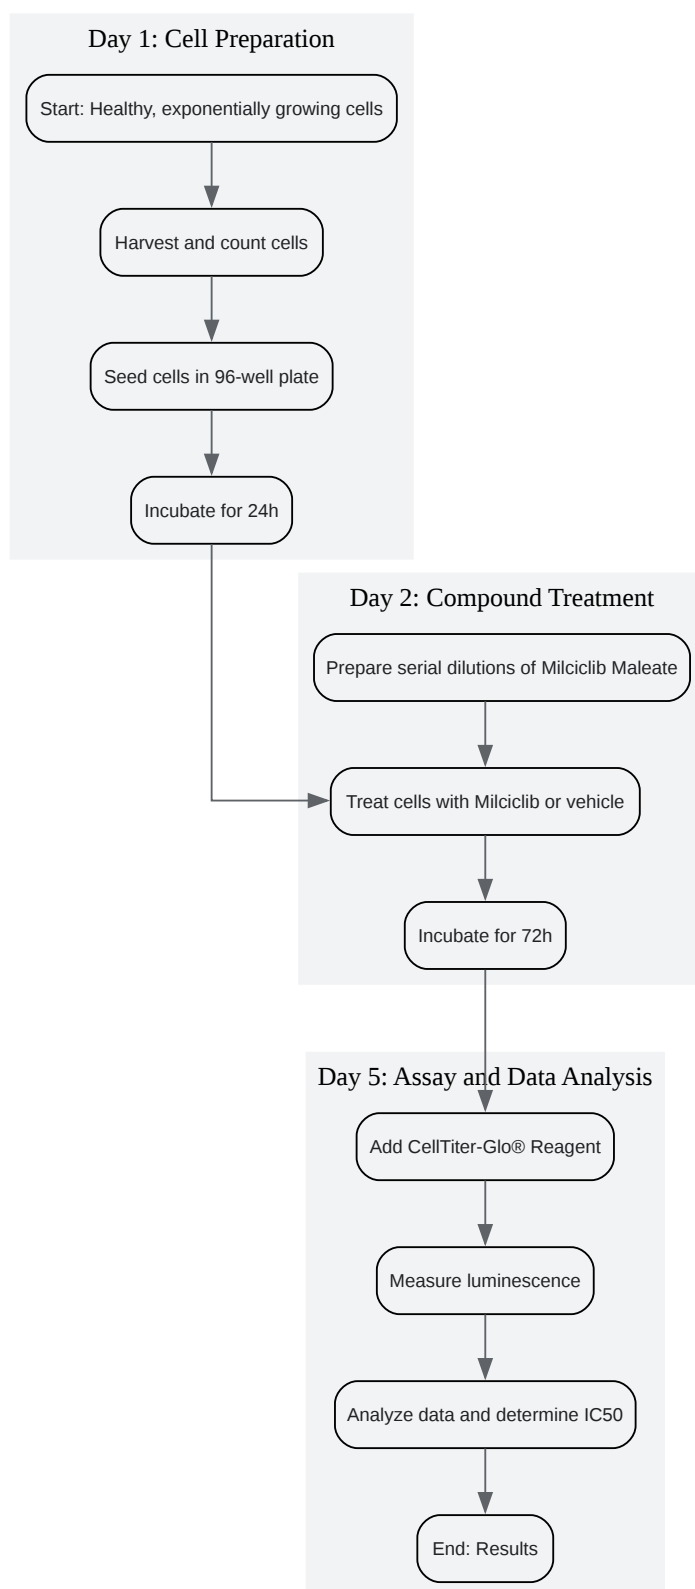 Day 1: Cell Preparation
Start: Healthy, exponentially growing cells
Harvest and count cells
Seed cells in 96-well plate
Incubate for 24h
Day 2: Compound Treatment
Prepare serial dilutions of Milciclib Maleate
Treat cells with Milciclib or vehicle
Incubate for 72h
Day 5: Assay and Data Analysis
Add CellTiter-Glo® Reagent
Measure luminescence
Analyze data and determine IC50
End: Results